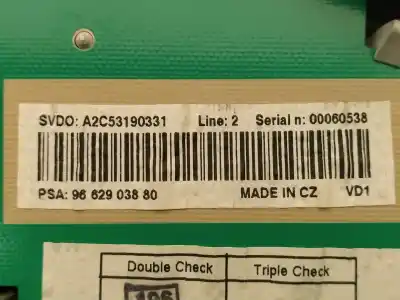 SVDO: A2C53190331 Line: 2 Serial n: 00060538
PSA: 96 629 038 80 MADE IN CZ VD1
Double Check Triple Check